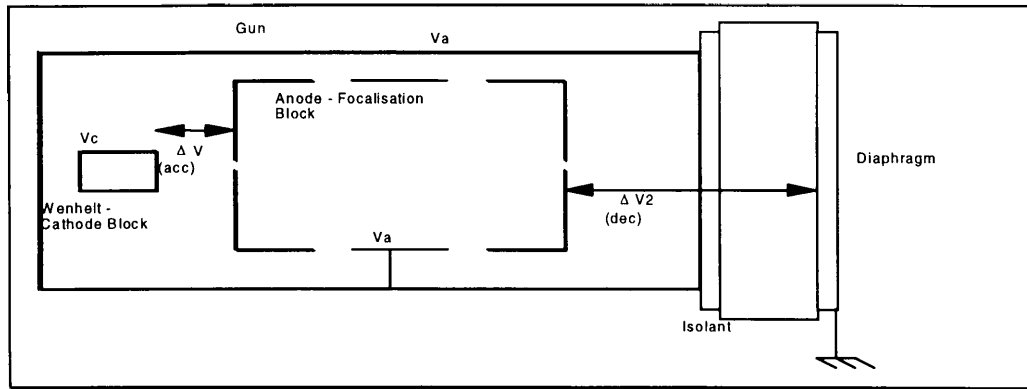 Gun
Va
Anode - Focalisation
Block
Vc
Δ V
(acc)
Wenhelt -
Cathode Block
Δ V2
(dec)
Diaphragm
Va
Isolant